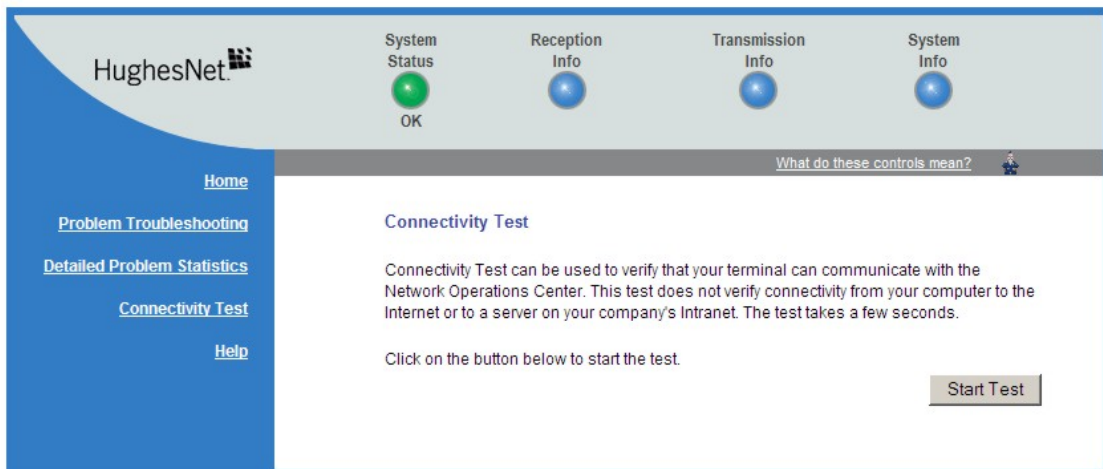 HughesNet.
System Status
OK
Reception Info
Transmission Info
System Info
What do these controls mean?
Home
Problem Troubleshooting
Detailed Problem Statistics
Connectivity Test
Help
Connectivity Test
Connectivity Test can be used to verify that your terminal can communicate with the
Network Operations Center. This test does not verify connectivity from your computer to the
Internet or to a server on your company's Intranet. The test takes a few seconds.
Click on the button below to start the test.
Start Test